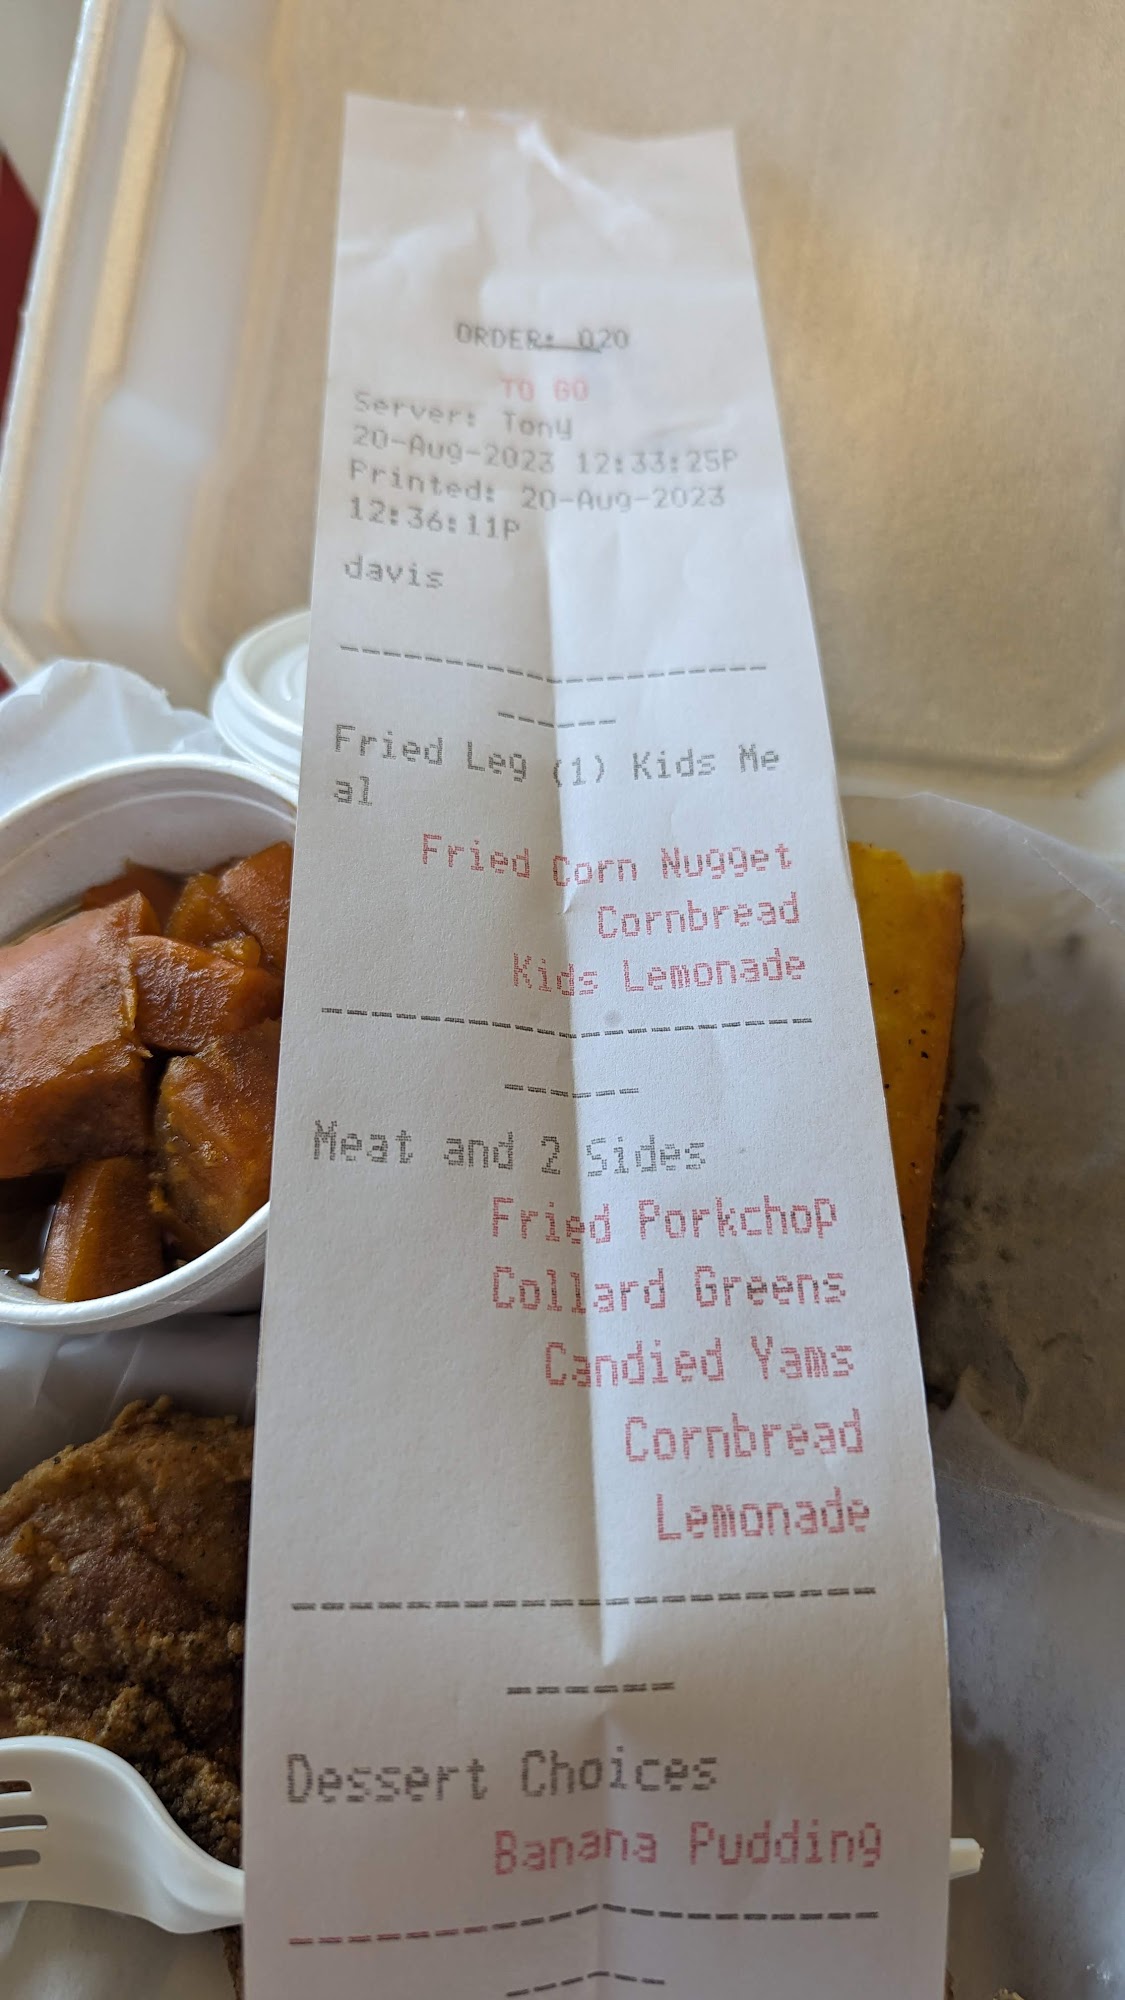 ORDER: 020
TO GO
Server: Tony
20-Aug-2023 12:33:25P
Printed: 20-Aug-2023
12:36:11P
davis
Fried Leg (1) Kids Me
al
Fried Corn Nugget
Cornbread
Kids Lemonade
Meat and 2 Sides
Fried Porkchop
Collard Greens
Candied Yams
Cornbread
Lemonade
Dessert Choices
Banana Pudding